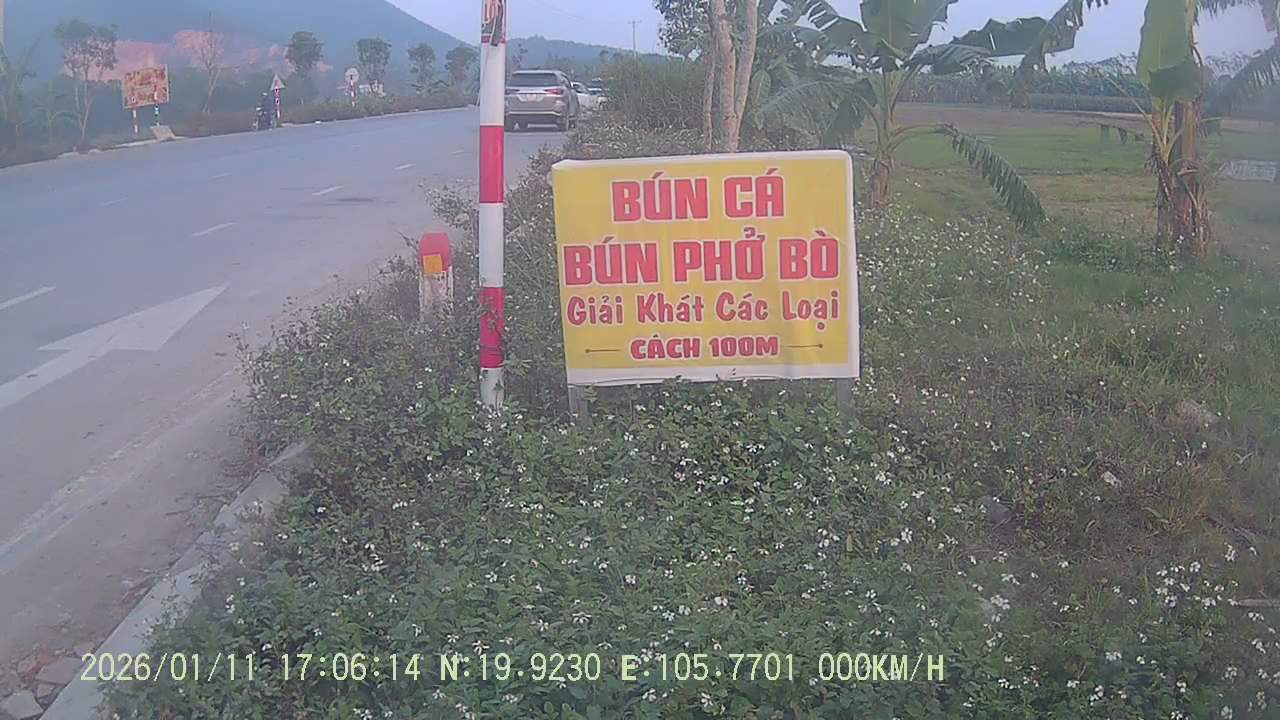 BÚN CÁ
BÚN PHỞ BÒ
Giải Khát Các Loại
CÁCH 100M
2026/01/11 17:06:14 N:19.9230 E:105.7701 000KM/H